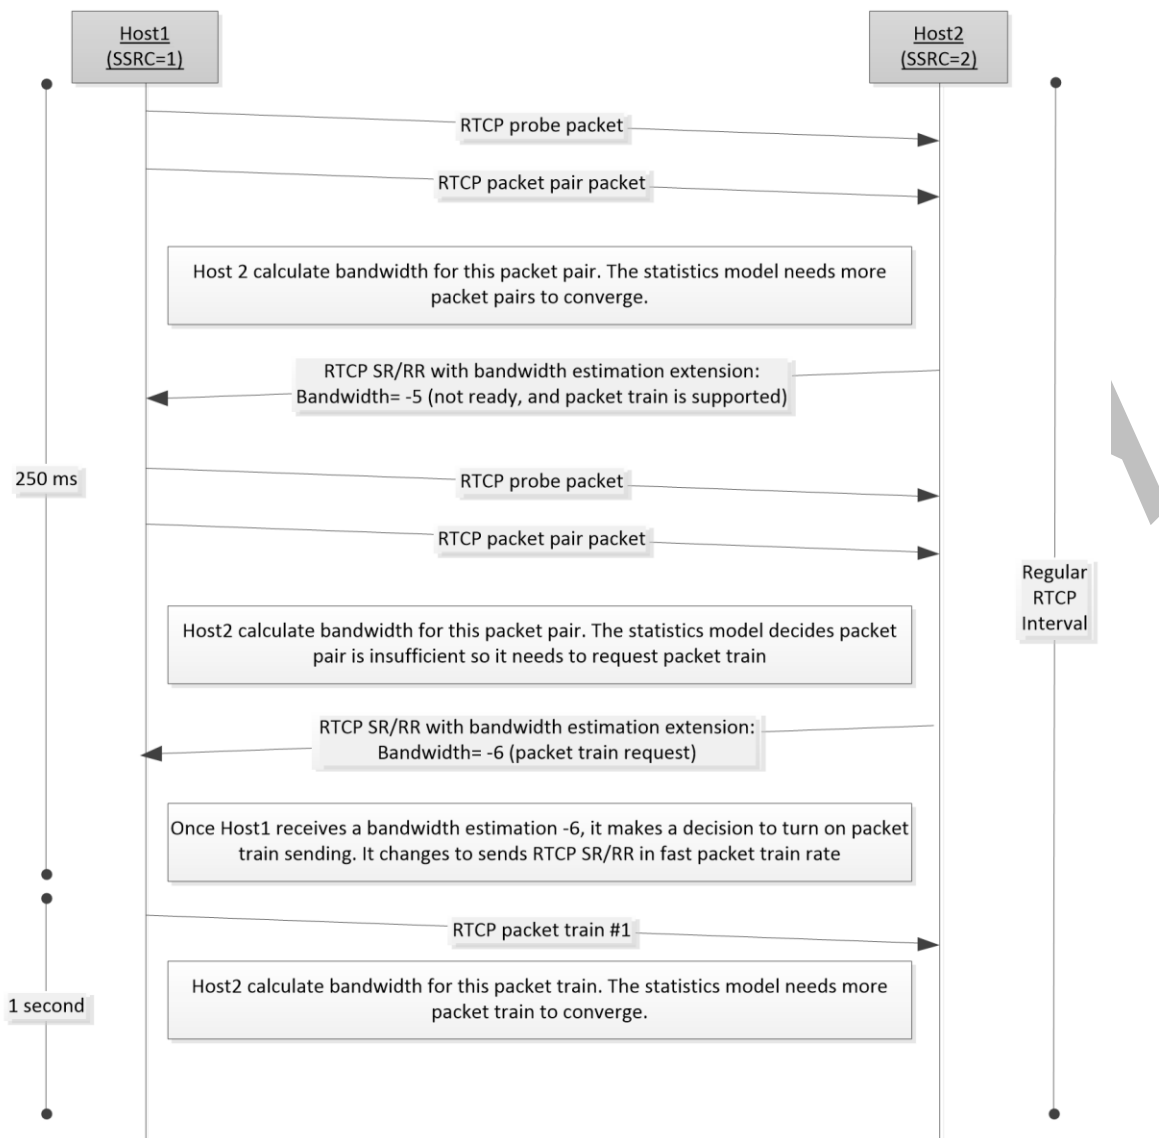 Host1
(SSRC=1)
Host2
(SSRC=2)
RTCP probe packet
RTCP packet pair packet
Host 2 calculate bandwidth for this packet pair. The statistics model needs more
packet pairs to converge.
RTCP SR/RR with bandwidth estimation extension:
Bandwidth= -5 (not ready, and packet train is supported)
250 ms
RTCP probe packet
RTCP packet pair packet
Regular
RTCP
Interval
Host2 calculate bandwidth for this packet pair. The statistics model decides packet
pair is insufficient so it needs to request packet train
RTCP SR/RR with bandwidth estimation extension:
Bandwidth= -6 (packet train request)
Once Host1 receives a bandwidth estimation -6, it makes a decision to turn on packet
train sending. It changes to sends RTCP SR/RR in fast packet train rate
RTCP packet train #1
Host2 calculate bandwidth for this packet train. The statistics model needs more
packet train to converge.
1 second